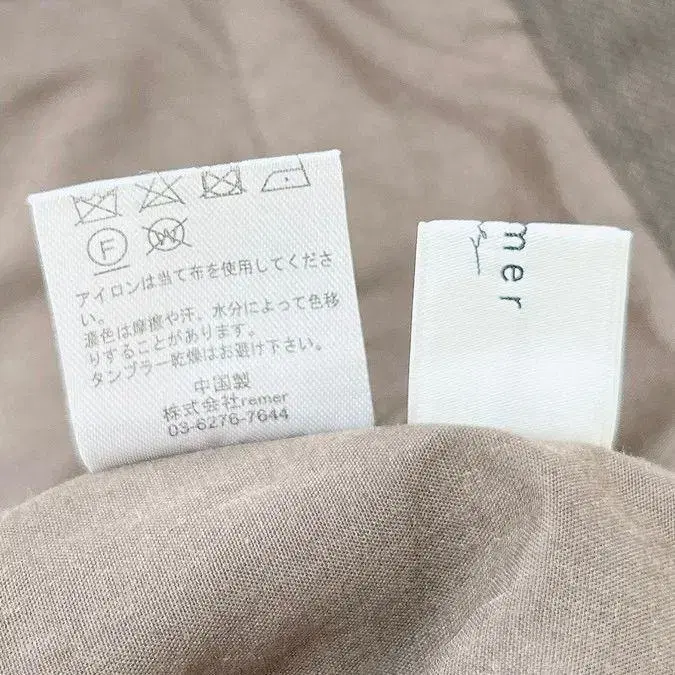 F W
アイロンは当て布を使用してくださ
い。
濃色は摩擦や汗、水分によって色移
りすることがあります。
タンブラー乾燥はお避け下さい。
中国製
株式会社remer
03-6276-7644
mer